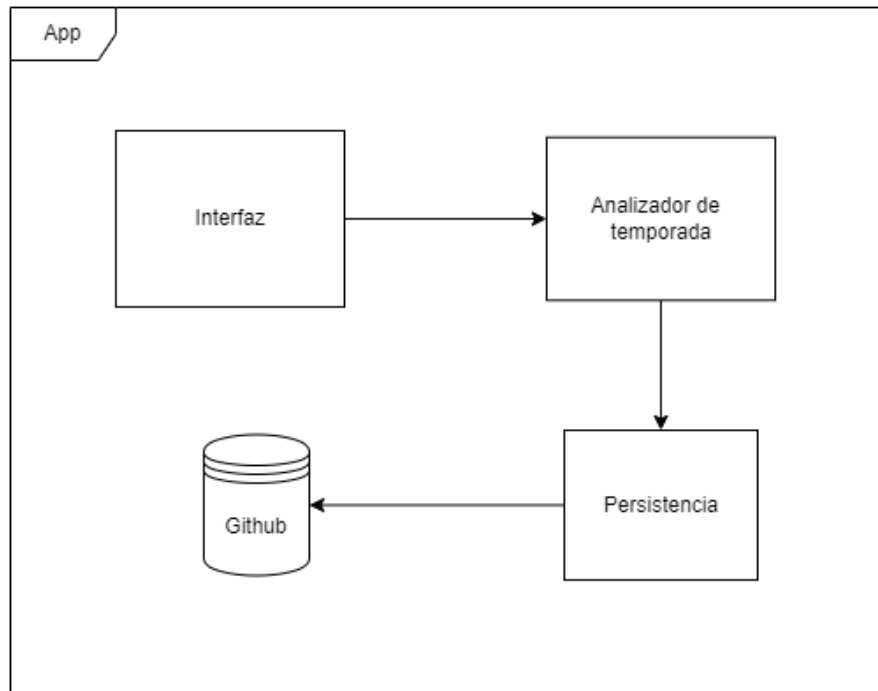 App
Interfaz
Analizador de
temporada
Github
Persistencia